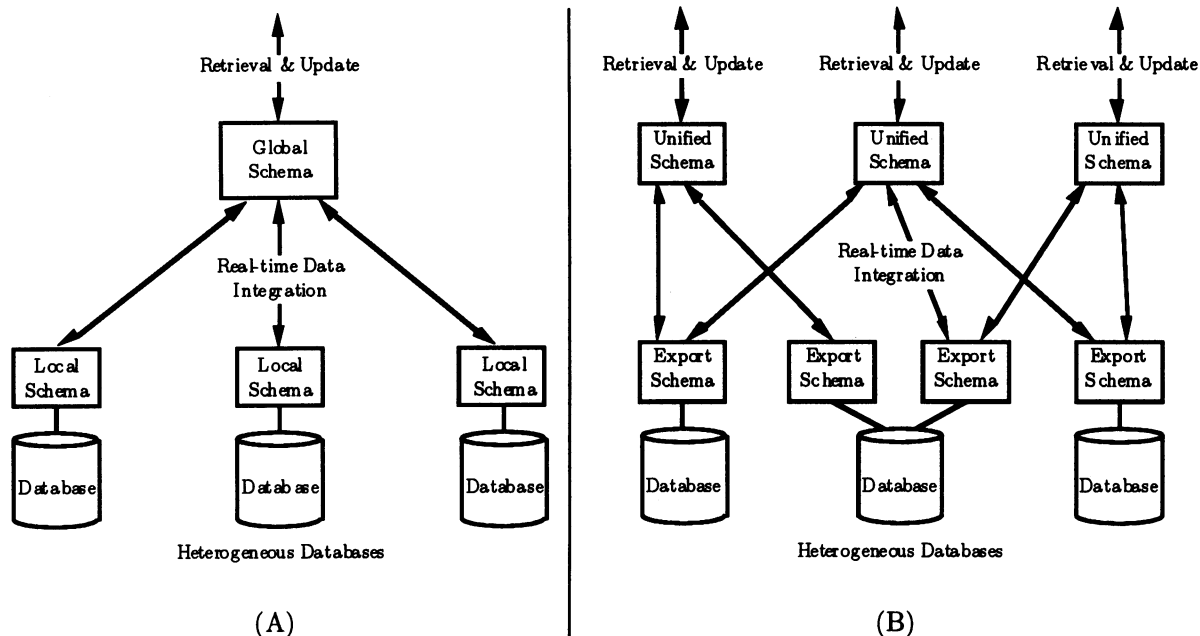 Retrieval & Update
Global
Schema
Real-time Data
Integration
Local
Schema
Local
Schema
Local
Schema
Database
Database
Database
Heterogeneous Databases
(A)
Retrieval & Update
Retrieval & Update
Retrieval & Update
Unified
Schema
Unified
Schema
Unified
Schema
Real-time Data
Integration
Export
Schema
Export
Schema
Export
Schema
Export
Schema
Database
Database
Database
Heterogeneous Databases
(B)